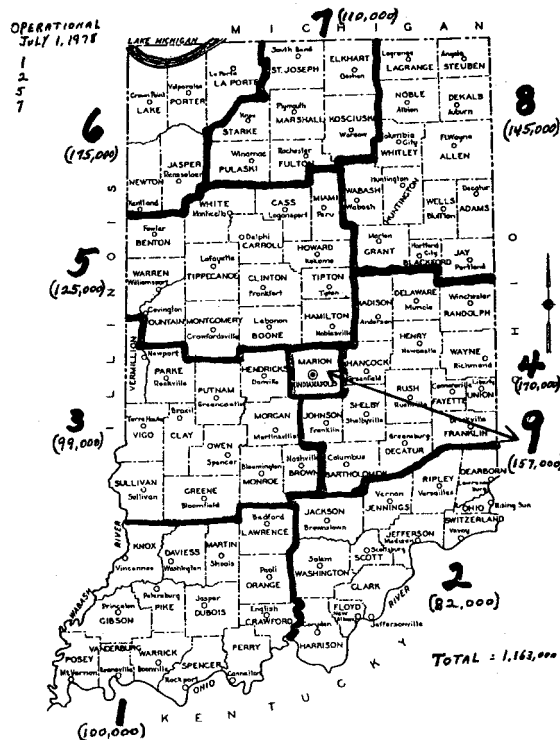 OPERATIONAL
JULY 1, 1978
1
2
5
7
7 (110,000)
LAKE MICHIGAN
M I C H I G A N
South Bend
ST. JOSEPH
ELKHART
Goshen
Lagrange
LAGRANGE
Angola
STEUBEN
La Porte
LA PORTE
Valparaiso
PORTER
Crown Point
LAKE
Plymouth
MARSHALL
KOSCIUSKO
Warsaw
NOBLE
Albion
DEKALB
Auburn
8
(145,000)
6
(175,000)
Knox
STARKE
Columbia City
WHITLEY
Ft. Wayne
ALLEN
JASPER
Rensselaer
Winamac
PULASKI
Rochester
FULTON
NEWTON
Kentland
WHITE
Monticello
CASS
Logansport
MIAMI
Peru
WABASH
Wabash
Huntington
HUNTINGTON
WELLS
Bluffton
Decatur
ADAMS
Fowler
BENTON
Delphi
CARROLL
HOWARD
Kokomo
Marion
GRANT
Hartford City
BLACKFORD
JAY
Portland
5
(125,000)
WARREN
Williamsport
Lafayette
TIPPECANOE
CLINTON
Frankfort
TIPTON
Tipton
MADISON
Anderson
DELAWARE
Muncie
Winchester
RANDOLPH
Covington
FOUNTAIN
MONTGOMERY
Crawfordsville
Lebanon
BOONE
HAMILTON
Noblesville
HENRY
Newcastle
WAYNE
Richmond
4
(170,000)
VERMILLION
Newport
PARKE
Rockville
PUTNAM
Greencastle
HENDRICKS
Danville
MARION
INDIANAPOLIS
HANCOCK
Greenfield
RUSH
Rushville
Connersville
FAYETTE
Liberty
UNION
3
(99,000)
Terre Haute
VIGO
Brazil
CLAY
MORGAN
Martinsville
JOHNSON
Franklin
SHELBY
Shelbyville
Greensburg
DECATUR
Brookville
FRANKLIN
9
(157,000)
OWEN
Spencer
Bloomington
MONROE
Nashville
BROWN
Columbus
BARTHOLOMEW
SULLIVAN
Sullivan
GREENE
Bloomfield
JACKSON
Brownstown
Vernon
JENNINGS
RIPLEY
Versailles
DEARBORN
Lawrenceburg
OHIO
Rising Sun
SWITZERLAND
Vevay
Bedford
LAWRENCE
KNOX
Vincennes
DAVIESS
Washington
MARTIN
Shoals
Salem
WASHINGTON
Scottsburg
SCOTT
JEFFERSON
Madison
2
(82,000)
Paoli
ORANGE
CLARK
RIVER
WABASH
RIVER
Princeton
GIBSON
Petersburg
PIKE
Jasper
DUBOIS
English
CRAWFORD
FLOYD
New Albany
Jeffersonville
Corydon
HARRISON
POSEY
Mt. Vernon
VANDERBURG
Evansville
WARRICK
Boonville
SPENCER
Rockport
PERRY
Cannelton
OHIO
I L L I N O I S
O H I O
K E N T U C K Y
1
(100,000)
TOTAL = 1,163,000